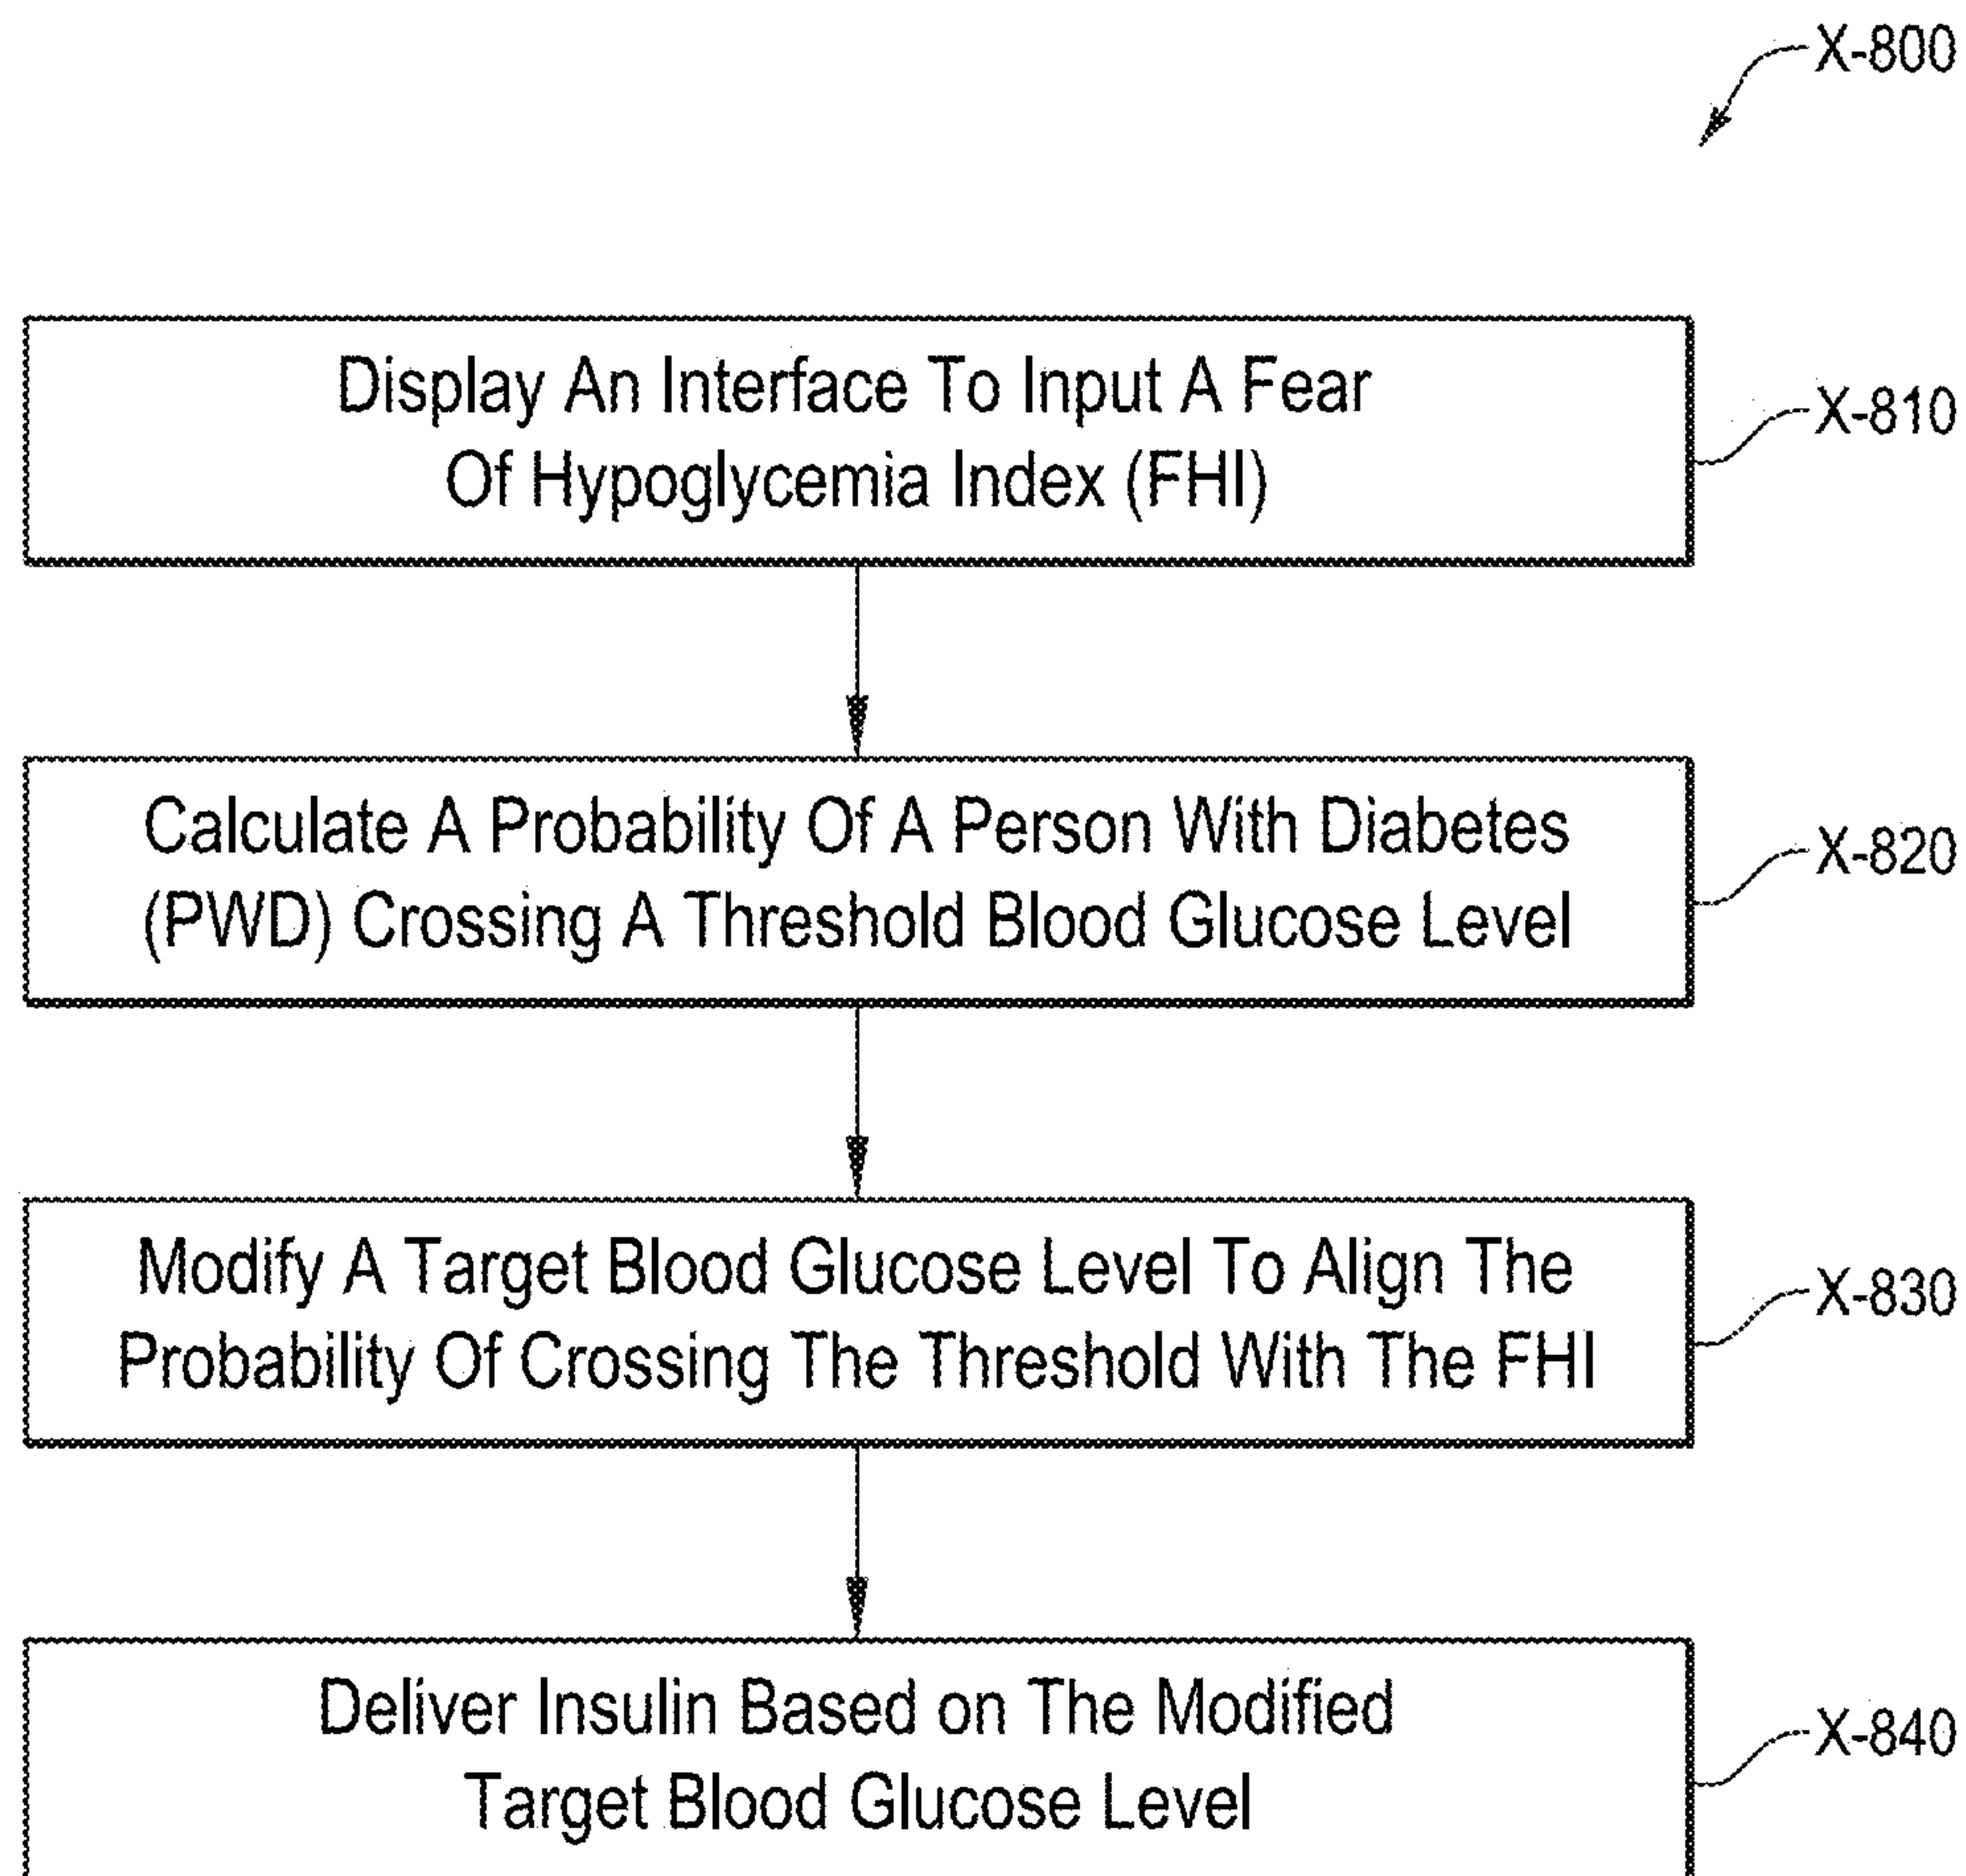 X-800
Display An Interface To Input A Fear
Of Hypoglycemia Index (FHI)
X-810
Calculate A Probability Of A Person With Diabetes
(PWD) Crossing A Threshold Blood Glucose Level
X-820
Modify A Target Blood Glucose Level To Align The
Probability Of Crossing The Threshold With The FHI
X-830
Deliver Insulin Based on The Modified
Target Blood Glucose Level
X-840